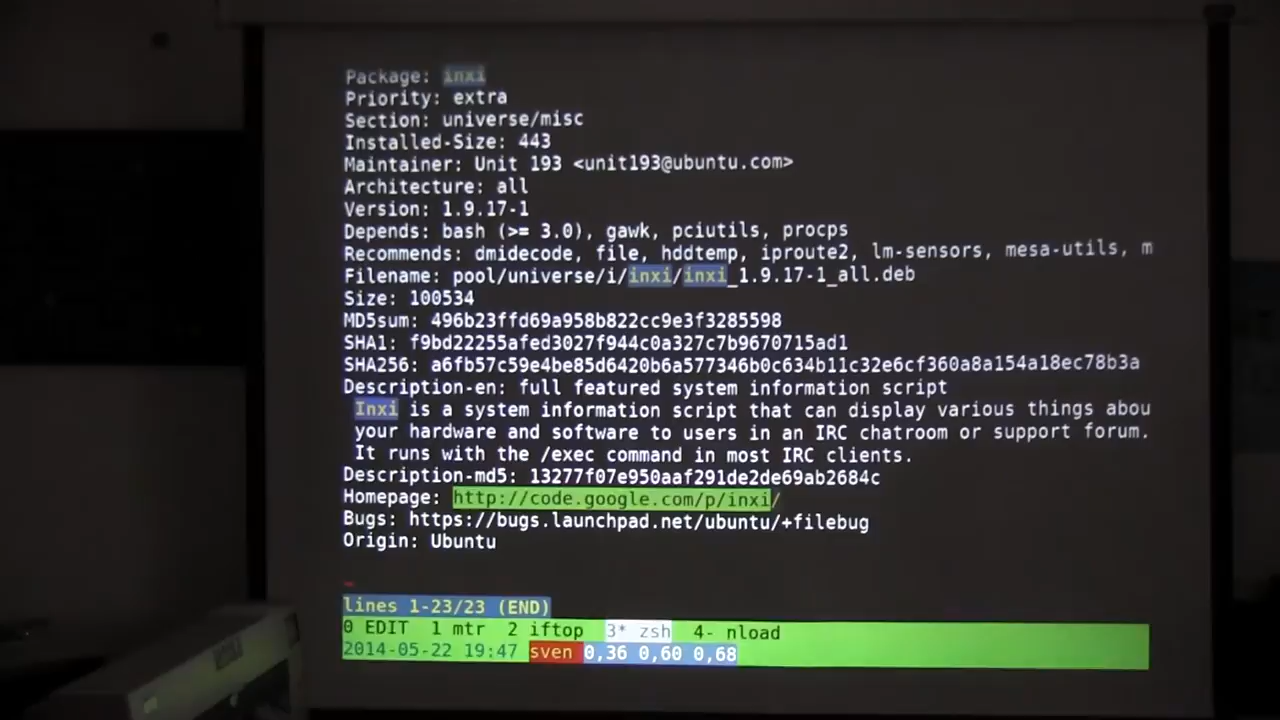 Package: inxi
Priority: extra
Section: universe/misc
Installed-Size: 443
Maintainer: Unit 193 <unit193@ubuntu.com>
Architecture: all
Version: 1.9.17-1
Depends: bash (>= 3.0), gawk, pciutils, procps
Recommends: dmidecode, file, hddtemp, iproute2, lm-sensors, mesa-utils, m
Filename: pool/universe/i/inxi/inxi_1.9.17-1_all.deb
Size: 100534
MD5sum: 496b23ffd69a958b822cc9e3f3285598
SHA1: f9bd22255afed3027f944c0a327c7b9670715ad1
SHA256: a6fb57c59e4be85d6420b6a577346b0c634b11c32e6cf360a8a154a18ec78b3a
Description-en: full featured system information script
Inxi is a system information script that can display various things abou
your hardware and software to users in an IRC chatroom or support forum.
It runs with the /exec command in most IRC clients.
Description-md5: 13277f07e950aaf291de2de69ab2684c
Homepage: http://code.google.com/p/inxi/
Bugs: https://bugs.launchpad.net/ubuntu/+filebug
Origin: Ubuntu
lines 1-23/23 (END)
0 EDIT 1 mtr 2 iftop 3* zsh 4- nload
2014-05-22 19:47 sven 0,36 0,60 0,68